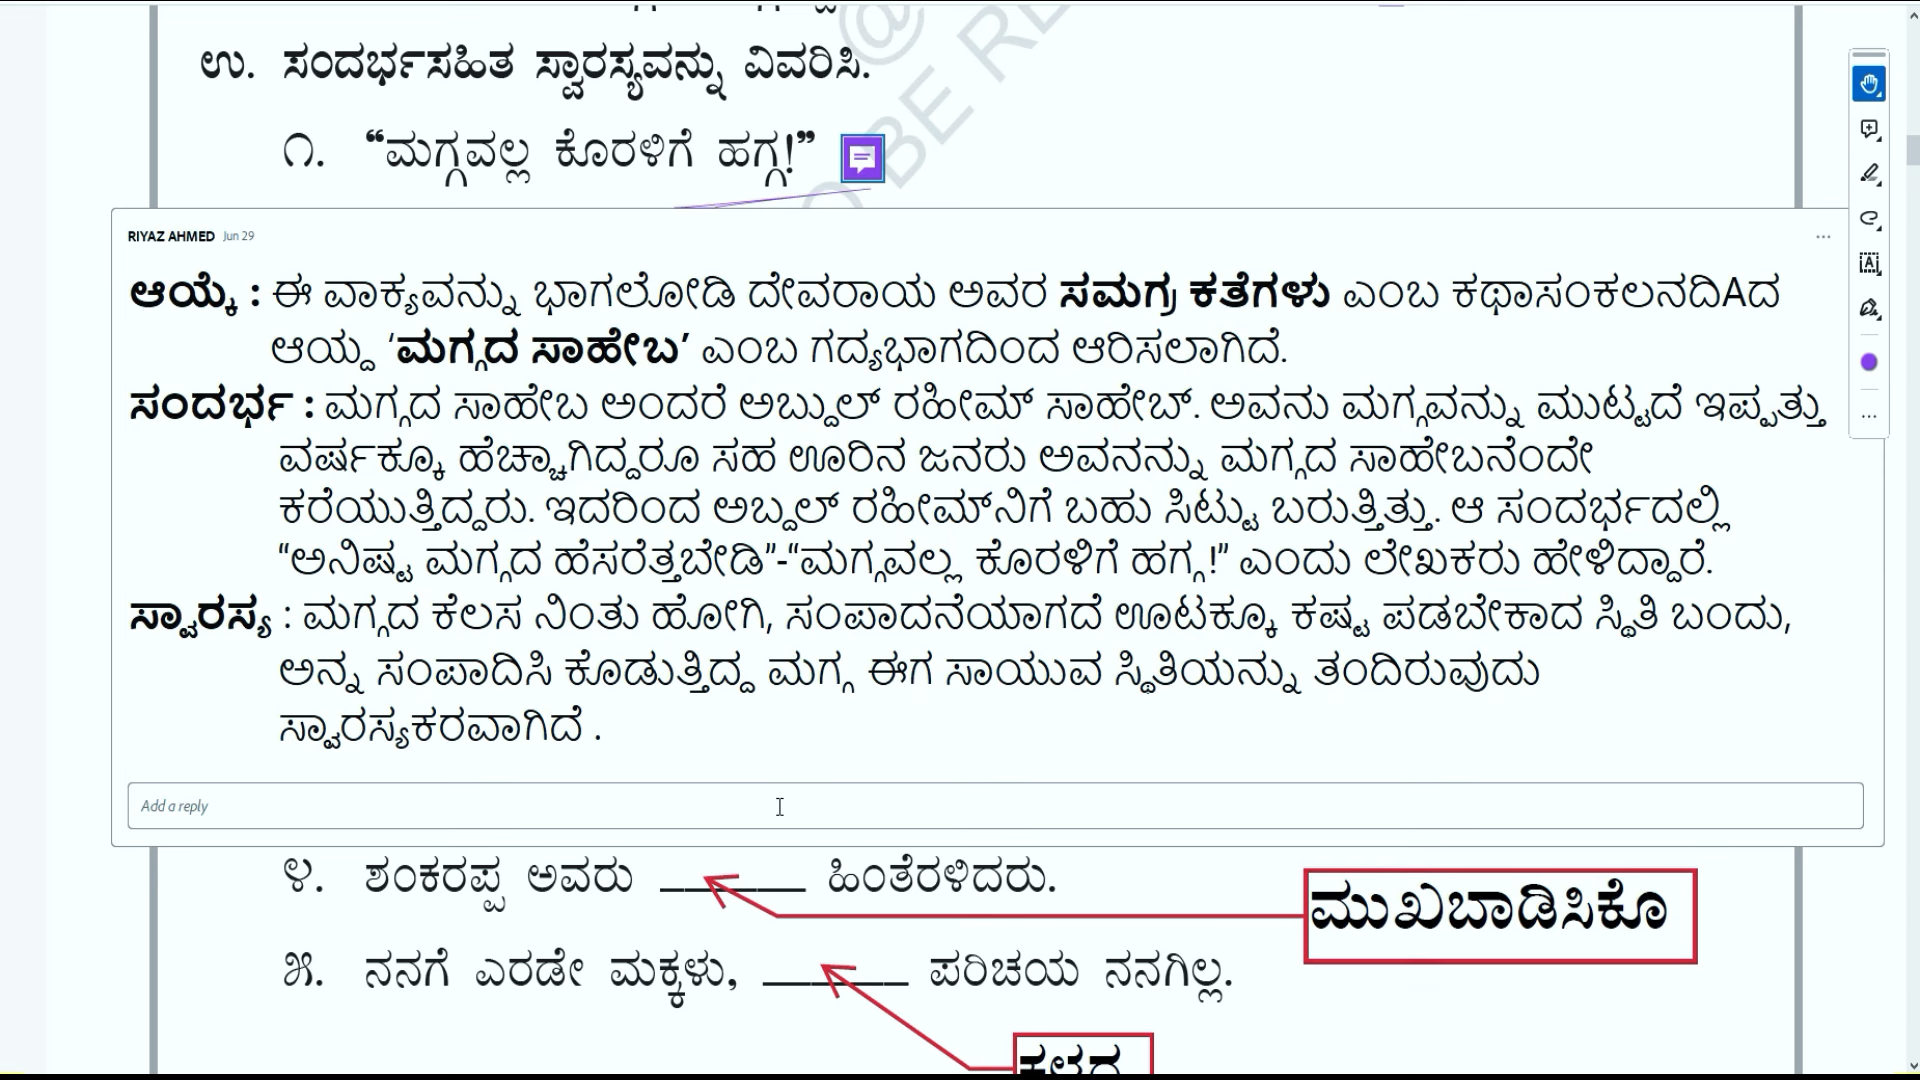 ಉ. ಸಂದರ್ಭಸಹಿತ ಸ್ವಾರಸ್ಯವನ್ನು ವಿವರಿಸಿ.
೧. “ಮಗ್ಗವಲ್ಲ ಕೊರಳಿಗೆ ಹಗ್ಗ!”
@
O BE RE
RIYAZ AHMED Jun 29
ಆಯ್ಕೆ : ಈ ವಾಕ್ಯವನ್ನು ಭಾಗಲೋಡಿ ದೇವರಾಯ ಅವರ ಸಮಗ್ರ ಕತೆಗಳು ಎಂಬ ಕಥಾಸಂಕಲನದಿAದ
ಆಯ್ದ ‘ಮಗ್ಗದ ಸಾಹೇಬ’ ಎಂಬ ಗದ್ಯಭಾಗದಿಂದ ಆರಿಸಲಾಗಿದೆ.
ಸಂದರ್ಭ : ಮಗ್ಗದ ಸಾಹೇಬ ಅಂದರೆ ಅಬ್ದುಲ್ ರಹೀಮ್ ಸಾಹೇಬ್. ಅವನು ಮಗ್ಗವನ್ನು ಮುಟ್ಟದೆ ಇಪ್ಪತ್ತು
ವರ್ಷಕ್ಕೂ ಹೆಚ್ಚಾಗಿದ್ದರೂ ಸಹ ಊರಿನ ಜನರು ಅವನನ್ನು ಮಗ್ಗದ ಸಾಹೇಬನೆಂದೇ
ಕರೆಯುತ್ತಿದ್ದರು. ಇದರಿಂದ ಅಬ್ದಲ್ ರಹೀಮ್‌ನಿಗೆ ಬಹು ಸಿಟ್ಟು ಬರುತ್ತಿತ್ತು. ಆ ಸಂದರ್ಭದಲ್ಲಿ
“ಅನಿಷ್ಟ ಮಗ್ಗದ ಹೆಸರೆತ್ತಬೇಡಿ”-“ಮಗ್ಗವಲ್ಲ ಕೊರಳಿಗೆ ಹಗ್ಗ!” ಎಂದು ಲೇಖಕರು ಹೇಳಿದ್ದಾರೆ.
ಸ್ವಾರಸ್ಯ : ಮಗ್ಗದ ಕೆಲಸ ನಿಂತು ಹೋಗಿ, ಸಂಪಾದನೆಯಾಗದೆ ಊಟಕ್ಕೂ ಕಷ್ಟ ಪಡಬೇಕಾದ ಸ್ಥಿತಿ ಬಂದು,
ಅನ್ನ ಸಂಪಾದಿಸಿ ಕೊಡುತ್ತಿದ್ದ ಮಗ್ಗ ಈಗ ಸಾಯುವ ಸ್ಥಿತಿಯನ್ನು ತಂದಿರುವುದು
ಸ್ವಾರಸ್ಯಕರವಾಗಿದೆ .
Add a reply
೪. ಶಂಕರಪ್ಪ ಅವರು ______ ಹಿಂತೆರಳಿದರು.
ಮುಖಬಾಡಿಸಿಕೊ
೫. ನನಗೆ ಎರಡೇ ಮಕ್ಕಳು, ______ ಪರಿಚಯ ನನಗಿಲ್ಲ.